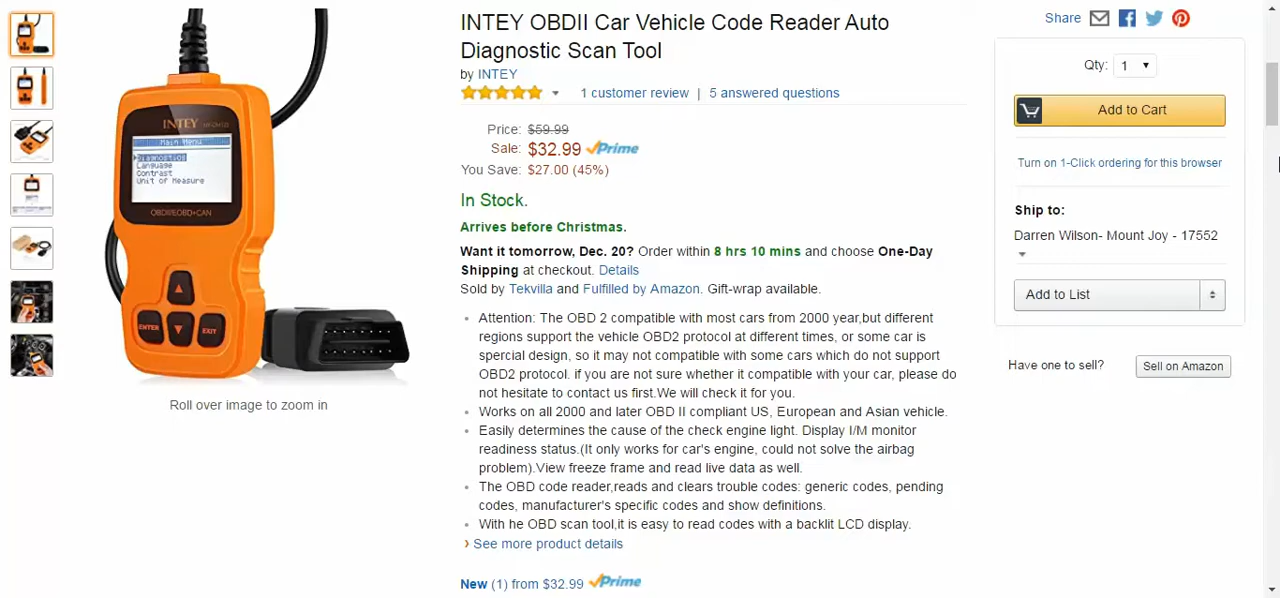 INTEY OBDII Car Vehicle Code Reader Auto
Diagnostic Scan Tool
by INTEY
1 customer review | 5 answered questions
Price: $59.99
Sale: $32.99 Prime
You Save: $27.00 (45%)
In Stock.
Arrives before Christmas.
Want it tomorrow, Dec. 20? Order within 8 hrs 10 mins and choose One-Day
Shipping at checkout. Details
Sold by Tekvilla and Fulfilled by Amazon. Gift-wrap available.
Attention: The OBD 2 compatible with most cars from 2000 year,but different
regions support the vehicle OBD2 protocol at different times, or some car is
spercial design, so it may not compatible with some cars which do not support
OBD2 protocol. if you are not sure whether it compatible with your car, please do
not hesitate to contact us first.We will check it for you.
Works on all 2000 and later OBD II compliant US, European and Asian vehicle.
Easily determines the cause of the check engine light. Display I/M monitor
readiness status.(It only works for car's engine, could not solve the airbag
problem).View freeze frame and read live data as well.
The OBD code reader,reads and clears trouble codes: generic codes, pending
codes, manufacturer's specific codes and show definitions.
With he OBD scan tool,it is easy to read codes with a backlit LCD display.
See more product details
New (1) from $32.99 Prime
INTEY
Main Menu
Diagnostics
Language
Contrast
Unit of Measure
OBDII/EOBD+CAN
ENTER
EXIT
Roll over image to zoom in
Share
Qty: 1
Add to Cart
Turn on 1-Click ordering for this browser
Ship to:
Darren Wilson- Mount Joy - 17552
Add to List
Have one to sell? Sell on Amazon